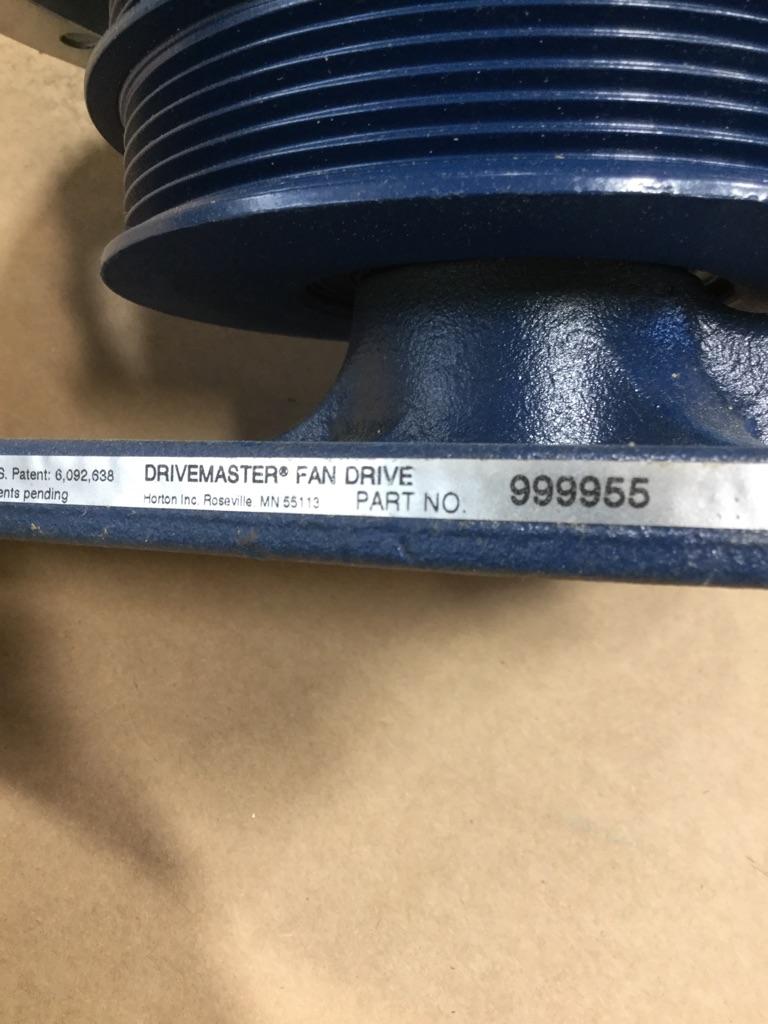 S. Patent: 6,092,638
ents pending
DRIVEMASTER® FAN DRIVE
Horton Inc. Roseville, MN 55113 PART NO. 999955